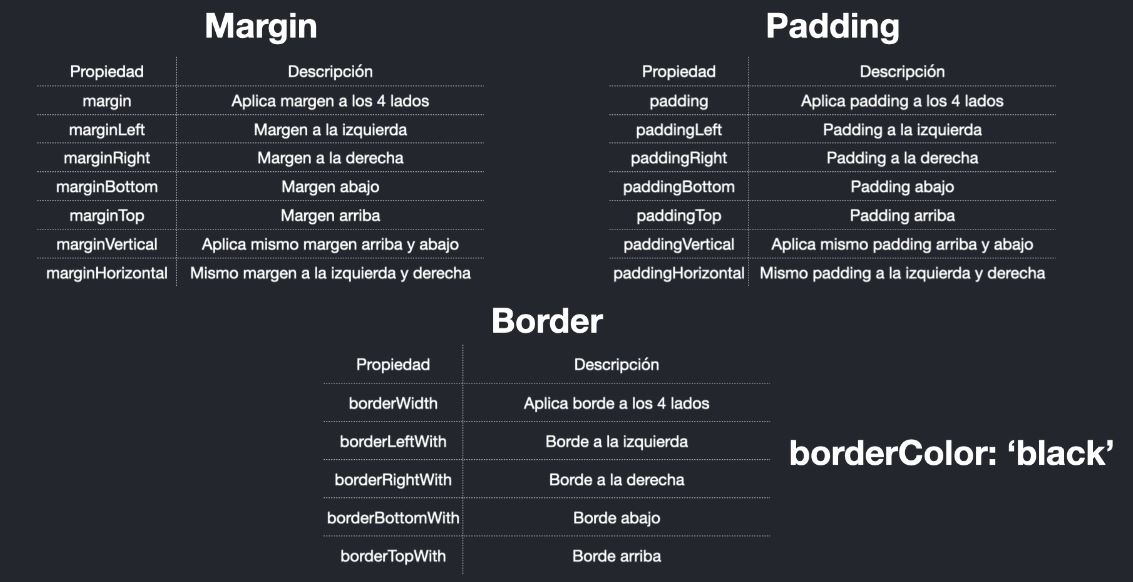 Margin
Propiedad Descripción
margin Aplica margen a los 4 lados
marginLeft Margen a la izquierda
marginRight Margen a la derecha
marginBottom Margen abajo
marginTop Margen arriba
marginVertical Aplica mismo margen arriba y abajo
marginHorizontal Mismo margen a la izquierda y derecha
Padding
Propiedad Descripción
padding Aplica padding a los 4 lados
paddingLeft Padding a la izquierda
paddingRight Padding a la derecha
paddingBottom Padding abajo
paddingTop Padding arriba
paddingVertical Aplica mismo padding arriba y abajo
paddingHorizontal Mismo padding a la izquierda y derecha
Border
Propiedad Descripción
borderWidth Aplica borde a los 4 lados
borderLeftWith Borde a la izquierda
borderRightWith Borde a la derecha
borderBottomWith Borde abajo
borderTopWith Borde arriba
borderColor: ‘black’